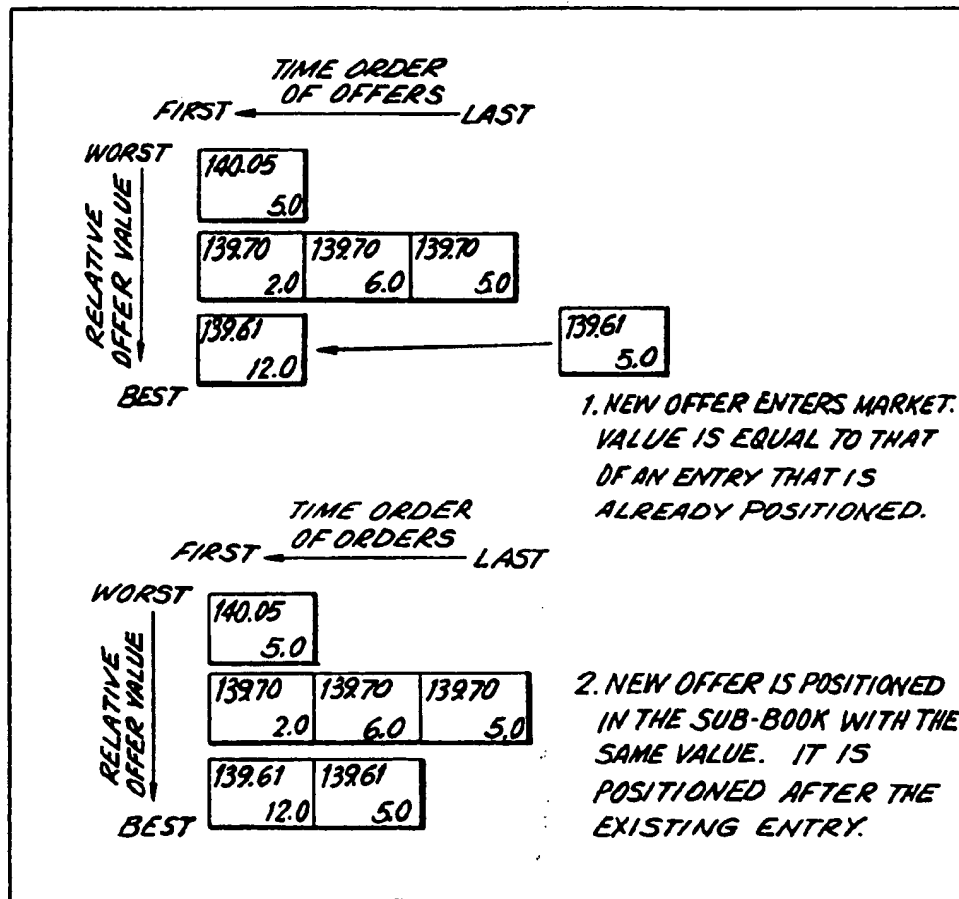 TIME ORDER
OF OFFERS
FIRST LAST
WORST
RELATIVE
OFFER VALUE
BEST
140.05
5.0
139.70 139.70 139.70
2.0 6.0 5.0
139.61 139.61
12.0 5.0
1. NEW OFFER ENTERS MARKET.
VALUE IS EQUAL TO THAT
OF AN ENTRY THAT IS
ALREADY POSITIONED.
TIME ORDER
OF ORDERS
FIRST LAST
WORST
RELATIVE
OFFER VALUE
BEST
140.05
5.0
139.70 139.70 139.70
2.0 6.0 5.0
139.61 139.61
12.0 5.0
2. NEW OFFER IS POSITIONED
IN THE SUB-BOOK WITH THE
SAME VALUE. IT IS
POSITIONED AFTER THE
EXISTING ENTRY.